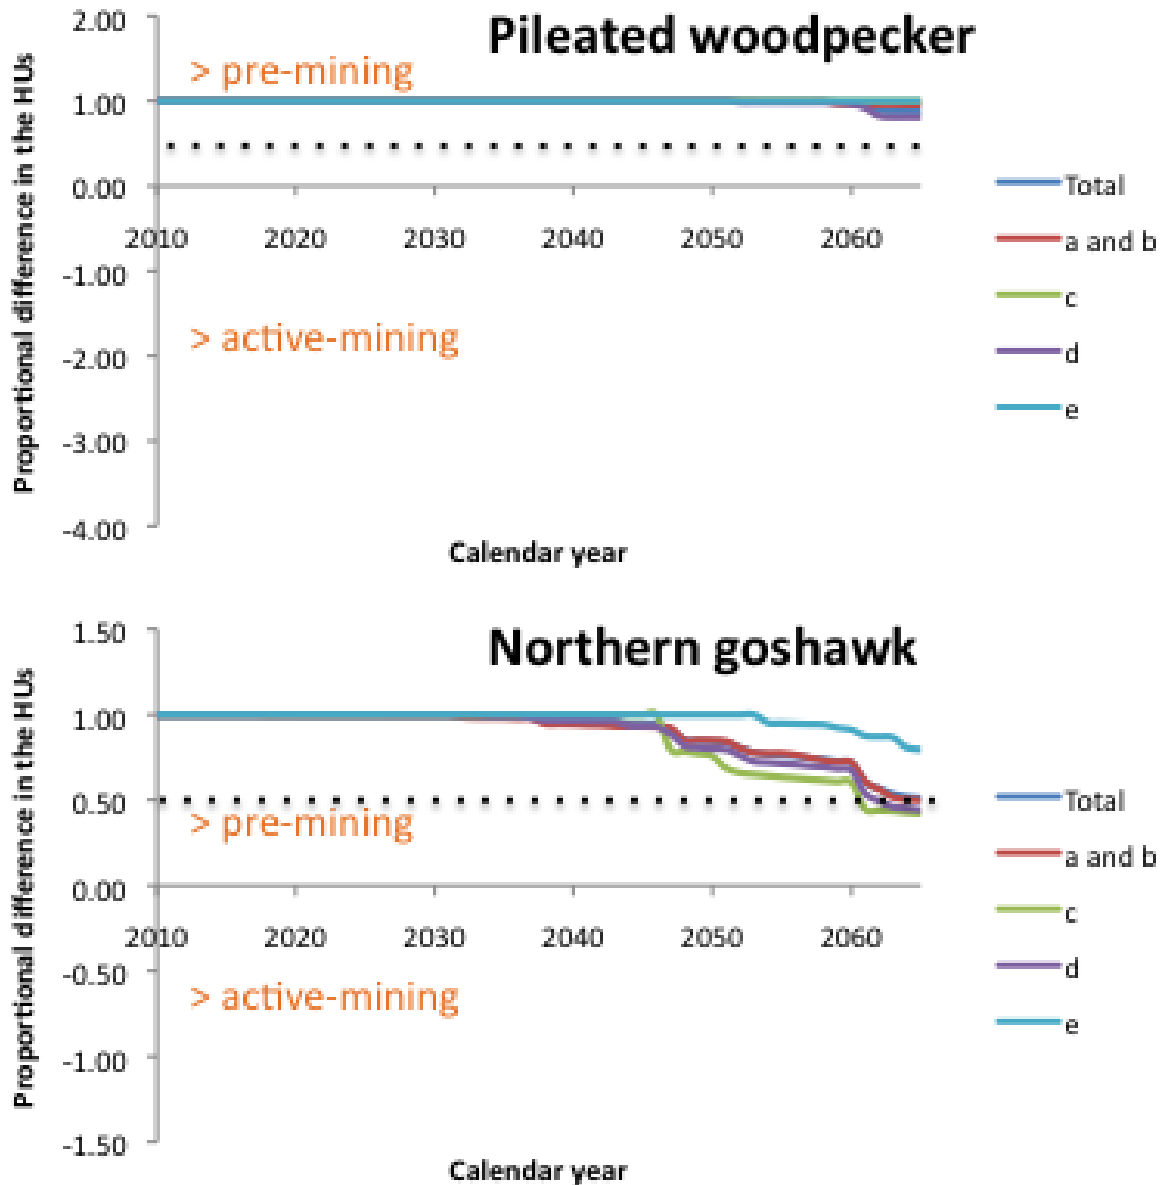 Pileated woodpecker
2.00
> pre-mining
1.00
0.00
2010 2020 2030 2040 2050 2060
-1.00
> active-mining
-2.00
-3.00
-4.00
Proportional difference in the HUs
Calendar year
Total
a and b
c
d
e
Northern goshawk
1.50
1.00
0.50
> pre-mining
0.00
2010 2020 2030 2040 2050 2060
-0.50
> active-mining
-1.00
-1.50
Proportional difference in the HUs
Calendar year
Total
a and b
c
d
e